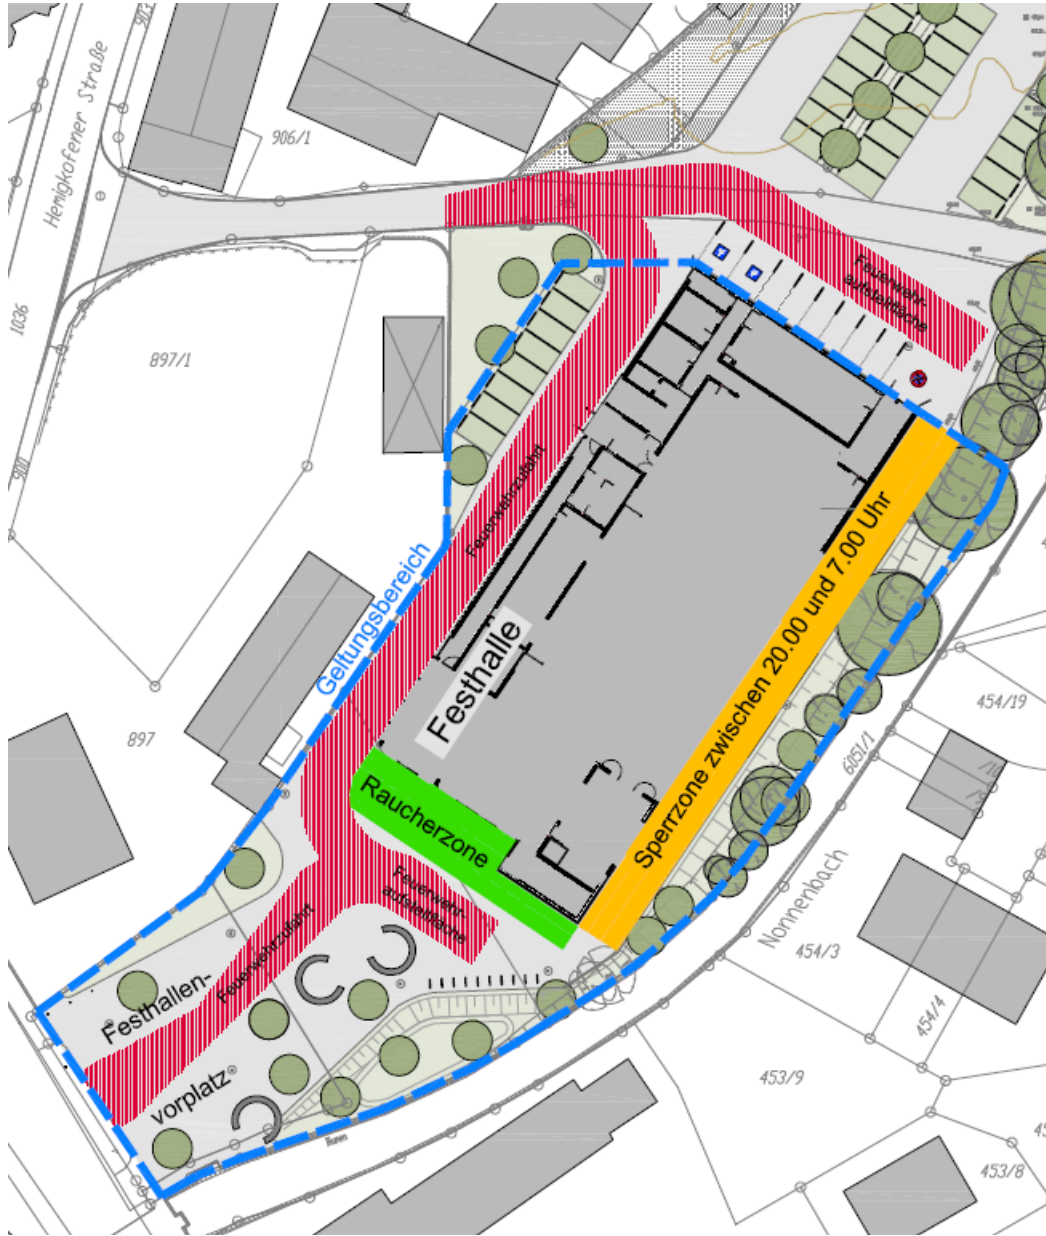 903
Hemigkofener Straße
906/1
1036
897/1
900
Feuerwehr-
aufstellfläche
Feuerwehrzufahrt
Geltungsbereich
Festhalle
Sperrzone zwischen 20.00 und 7.00 Uhr
Raucherzone
Feuerwehr-
aufstellfläche
Feuerwehrzufahrt
Festhallen-
vorplatz
897
454/19
6051/1
Nonnenbach
454/3
454/4
453/9
453/8